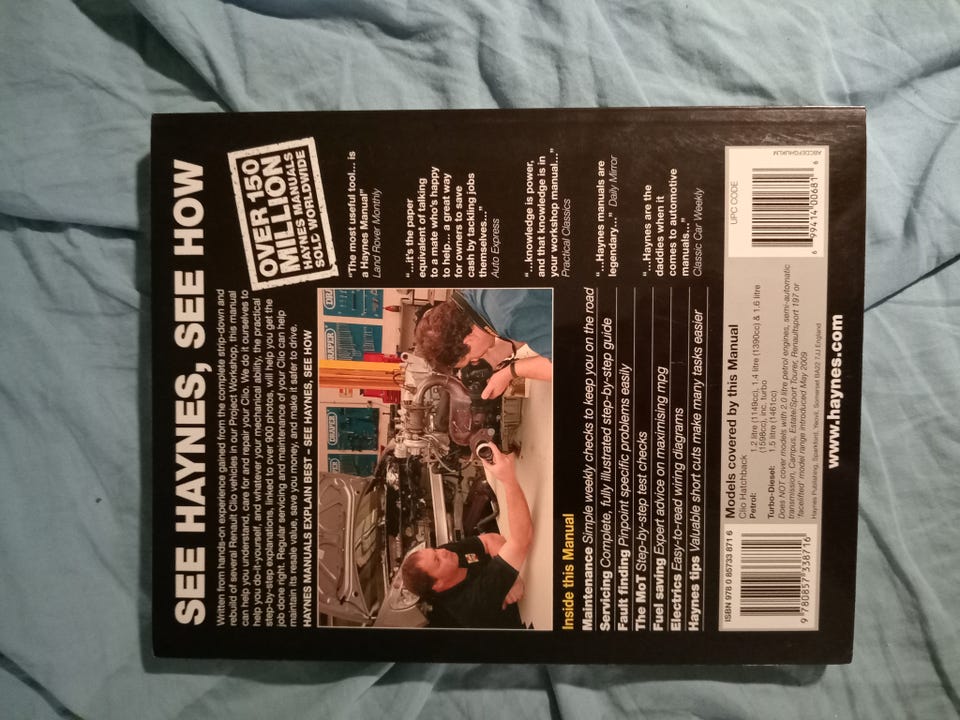 SEE HAYNES, SEE HOW
Written from hands-on experience gained from the complete strip-down and
rebuild of several Renault Clio vehicles in our Project Workshop, this manual
can help you understand, care for and repair your Clio. We do it ourselves to
help you do-it-yourself, and whatever your mechanical ability, the practical
step-by-step explanations, linked to over 900 photos, will help you get the
job done right. Regular servicing and maintenance of your Clio can help
maintain its resale value, save you money, and make it safer to drive.
HAYNES MANUALS EXPLAIN BEST – SEE HAYNES, SEE HOW
OVER 150
MILLION
HAYNES MANUALS
SOLD WORLDWIDE
"The most useful tool... is
a Haynes Manual"
Land Rover Monthly
"...it's the paper
equivalent of talking
to a mate who's happy
to help... a great way
for owners to save
cash by tackling jobs
themselves..."
Auto Express
"...knowledge is power,
and that knowledge is in
your workshop manual..."
Practical Classics
"...Haynes manuals are
legendary..." Daily Mirror
"...Haynes are the
daddies when it
comes to automotive
manuals..."
Classic Car Weekly
DRAPER
DRAPER
DRAPER
Inside this Manual
Maintenance Simple weekly checks to keep you on the road
Servicing Complete, fully illustrated step-by-step guide
Fault finding Pinpoint specific problems easily
The MoT Step-by-step test checks
Fuel saving Expert advice on maximising mpg
Electrics Easy-to-read wiring diagrams
Haynes tips Valuable short cuts make many tasks easier
ISBN 978 0 85733 871 6
9 780857 338716
Models covered by this Manual
Clio Hatchback
Petrol: 1.2 litre (1149cc), 1.4 litre (1390cc) & 1.6 litre
(1598cc), inc. turbo
Turbo-Diesel: 1.5 litre (1461cc)
Does NOT cover models with 2.0 litre petrol engines, semi-automatic
transmission, Campus, Estate/Sport Tourer, Renaultsport 197 or
'facelifted' model range introduced May 2009
Haynes Publishing, Sparkford, Yeovil, Somerset BA22 7JJ England
UPC CODE
6 99414 00681 6
ABCDEFGHIJKLM
www.haynes.com